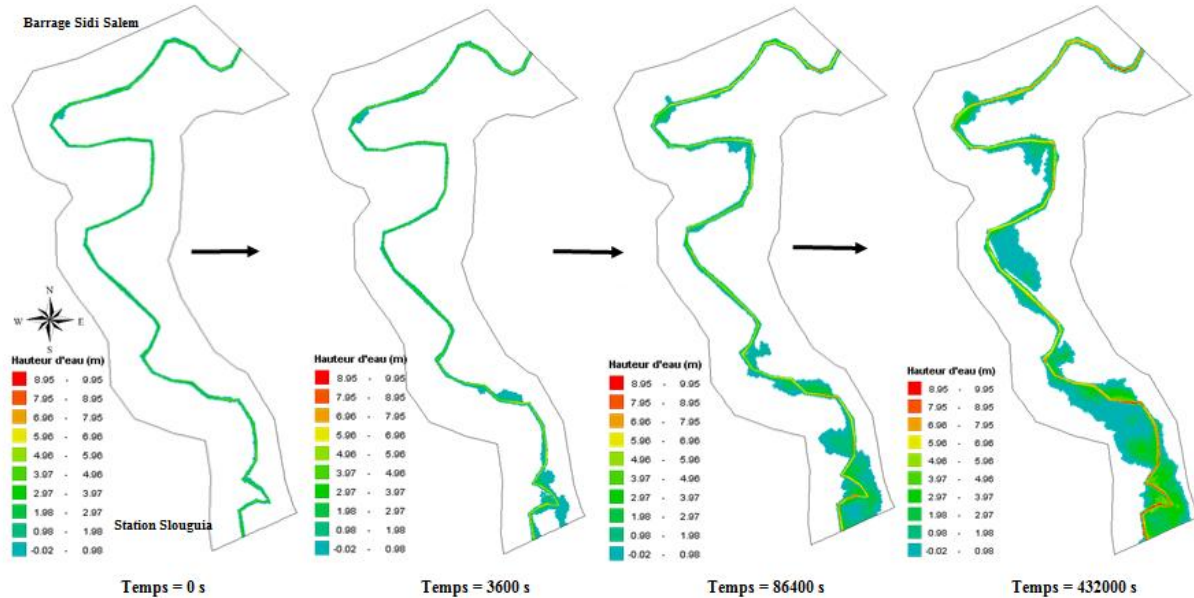 Barrage Sidi Salem
N
W E
S
Hauteur d'eau (m)
8.95 - 9.95
7.95 - 8.95
6.96 - 7.95
5.96 - 6.96
4.96 - 5.96
3.97 - 4.96
2.97 - 3.97
1.98 - 2.97
0.98 - 1.98
-0.02 - 0.98
Station Slouguia
Hauteur d'eau (m)
8.95 - 9.95
7.95 - 8.95
6.96 - 7.95
5.96 - 6.96
4.96 - 5.96
3.97 - 4.96
2.97 - 3.97
1.98 - 2.97
0.98 - 1.98
-0.02 - 0.98
Hauteur d'eau (m)
8.95 - 9.95
7.95 - 8.95
6.96 - 7.95
5.96 - 6.96
4.96 - 5.96
3.97 - 4.96
2.97 - 3.97
1.98 - 2.97
0.98 - 1.98
-0.02 - 0.98
Hauteur d'eau (m)
8.95 - 9.95
7.95 - 8.95
6.96 - 7.95
5.96 - 6.96
4.96 - 5.96
3.97 - 4.96
2.97 - 3.97
1.98 - 2.97
0.98 - 1.98
-0.02 - 0.98
Temps = 0 s
Temps = 3600 s
Temps = 86400 s
Temps = 432000 s